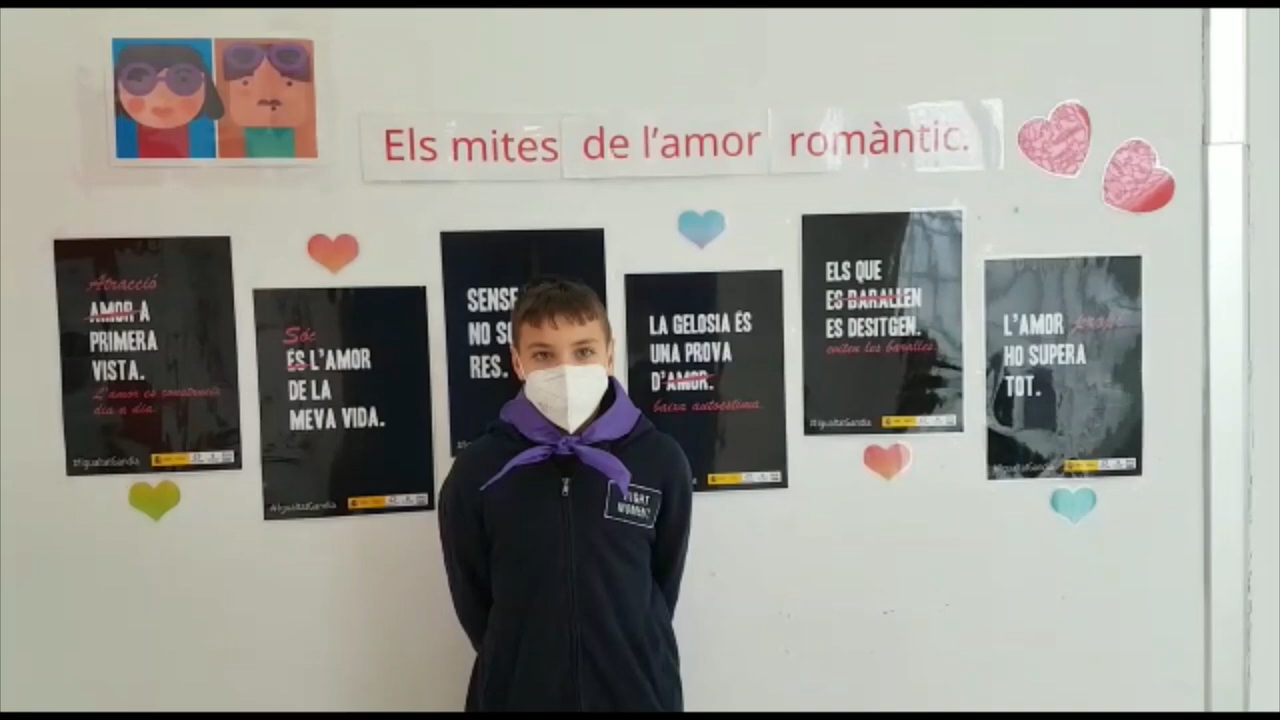 Els mites de l'amor romàntic.
Atracció
AMOR A
PRIMERA
VISTA.
L'amor es construeix
dia a dia.
#IgualtatGandia
Sóc
ÉS L'AMOR
DE LA
MEVA VIDA.
#IgualtatGandia
SENSE
NO
RES.
LA GELOSIA ÉS
UNA PROVA
D'AMOR.
baixa autoestima.
ELS QUE
ES BARALLEN
ES DESITGEN.
eviten les baralles.
L'AMOR propi
HO SUPERA
TOT.
#IgualtatGandia